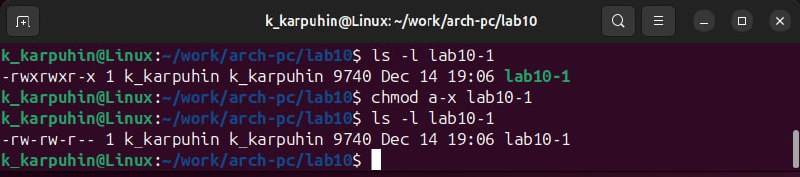 k_karpuhin@Linux: ~/work/arch-pc/lab10
k_karpuhin@Linux:~/work/arch-pc/lab10$ ls -l lab10-1
-rwxrwxr-x 1 k_karpuhin k_karpuhin 9740 Dec 14 19:06 lab10-1
k_karpuhin@Linux:~/work/arch-pc/lab10$ chmod a-x lab10-1
k_karpuhin@Linux:~/work/arch-pc/lab10$ ls -l lab10-1
-rw-rw-r-- 1 k_karpuhin k_karpuhin 9740 Dec 14 19:06 lab10-1
k_karpuhin@Linux:~/work/arch-pc/lab10$